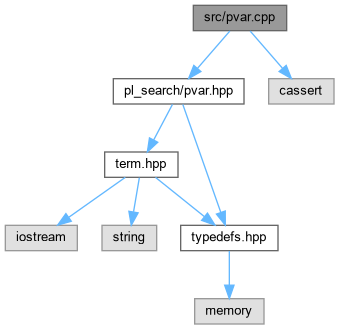 src/pvar.cpp
pl_search/pvar.hpp
cassert
term.hpp
iostream
string
typedefs.hpp
memory